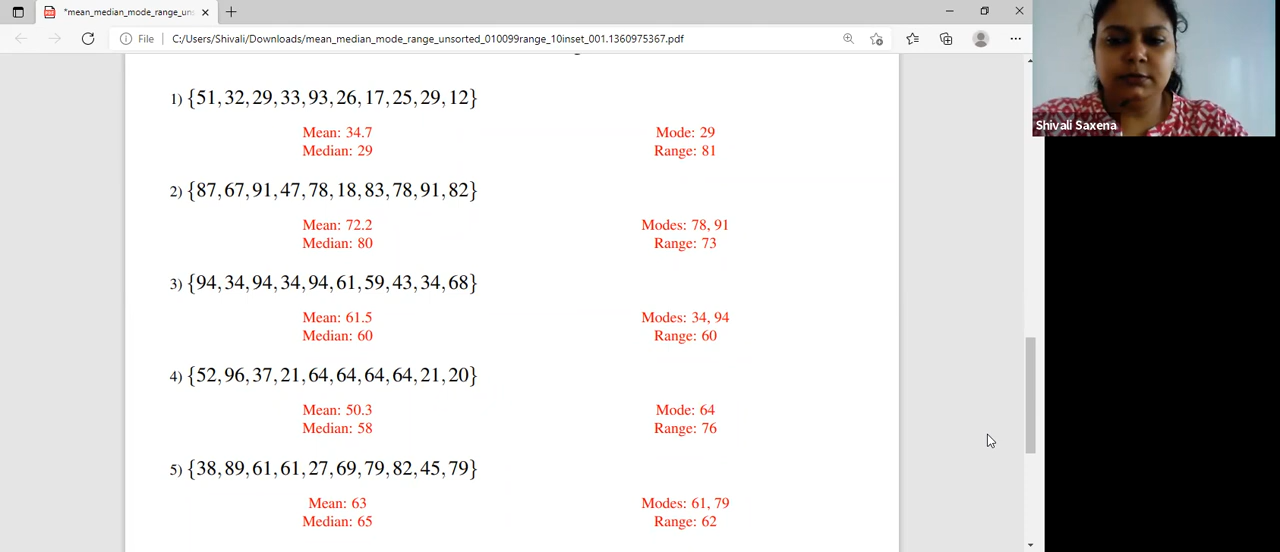 *mean_median_mode_range_uns
File C:/Users/Shivali/Downloads/mean_median_mode_range_unsorted_010099range_10inset_001.1360975367.pdf
Shivali Saxena
1) {51, 32, 29, 33, 93, 26, 17, 25, 29, 12}
Mean: 34.7 Mode: 29
Median: 29 Range: 81
2) {87, 67, 91, 47, 78, 18, 83, 78, 91, 82}
Mean: 72.2 Modes: 78, 91
Median: 80 Range: 73
3) {94, 34, 94, 34, 94, 61, 59, 43, 34, 68}
Mean: 61.5 Modes: 34, 94
Median: 60 Range: 60
4) {52, 96, 37, 21, 64, 64, 64, 64, 21, 20}
Mean: 50.3 Mode: 64
Median: 58 Range: 76
5) {38, 89, 61, 61, 27, 69, 79, 82, 45, 79}
Mean: 63 Modes: 61, 79
Median: 65 Range: 62